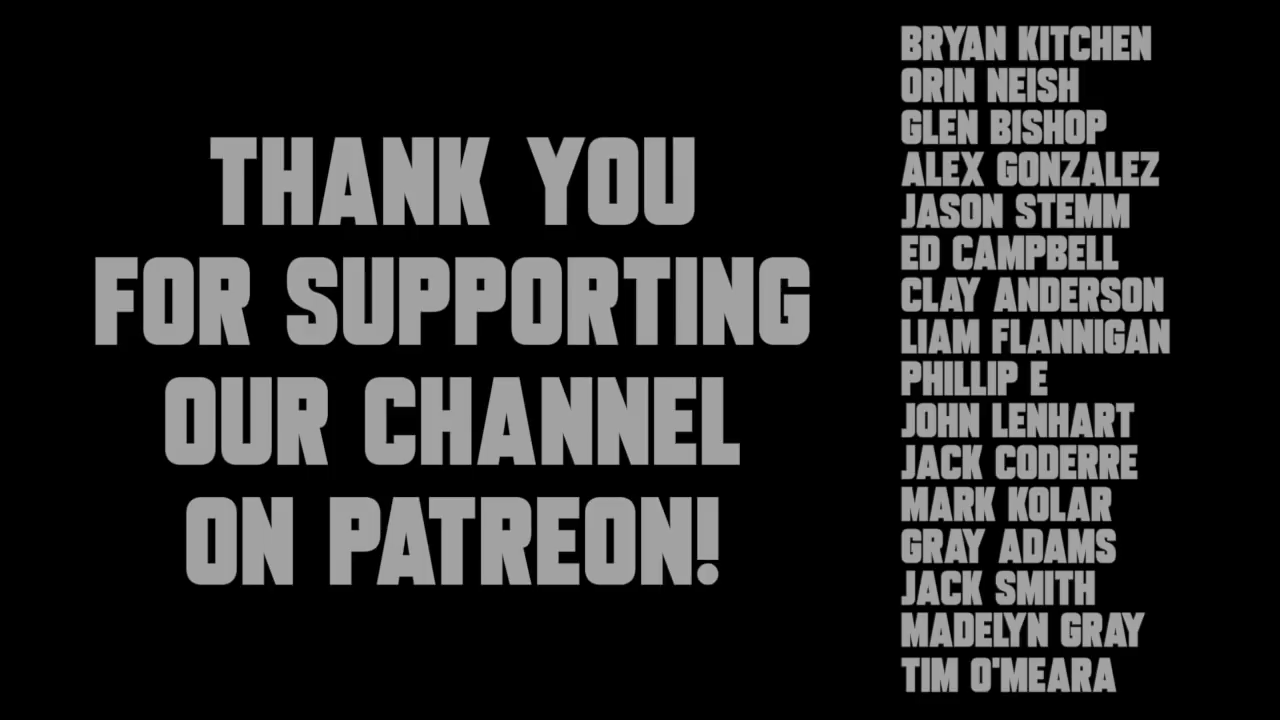 THANK YOU
FOR SUPPORTING
OUR CHANNEL
ON PATREON!
BRYAN KITCHEN
ORIN NEISH
GLEN BISHOP
ALEX GONZALEZ
JASON STEMM
ED CAMPBELL
CLAY ANDERSON
LIAM FLANNIGAN
PHILLIP E
JOHN LENHART
JACK CODERRE
MARK KOLAR
GRAY ADAMS
JACK SMITH
MADELYN GRAY
TIM O'MEARA